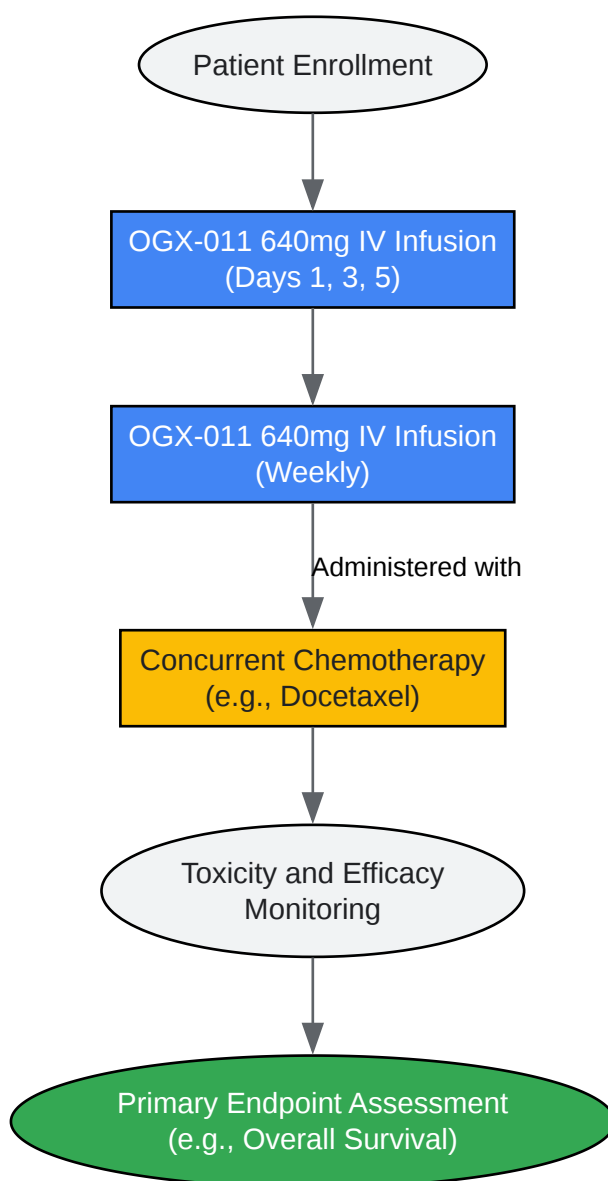 Patient Enrollment
OGX-011 640mg IV Infusion
(Days 1, 3, 5)
OGX-011 640mg IV Infusion
(Weekly)
Administered with
Concurrent Chemotherapy
(e.g., Docetaxel)
Toxicity and Efficacy
Monitoring
Primary Endpoint Assessment
(e.g., Overall Survival)